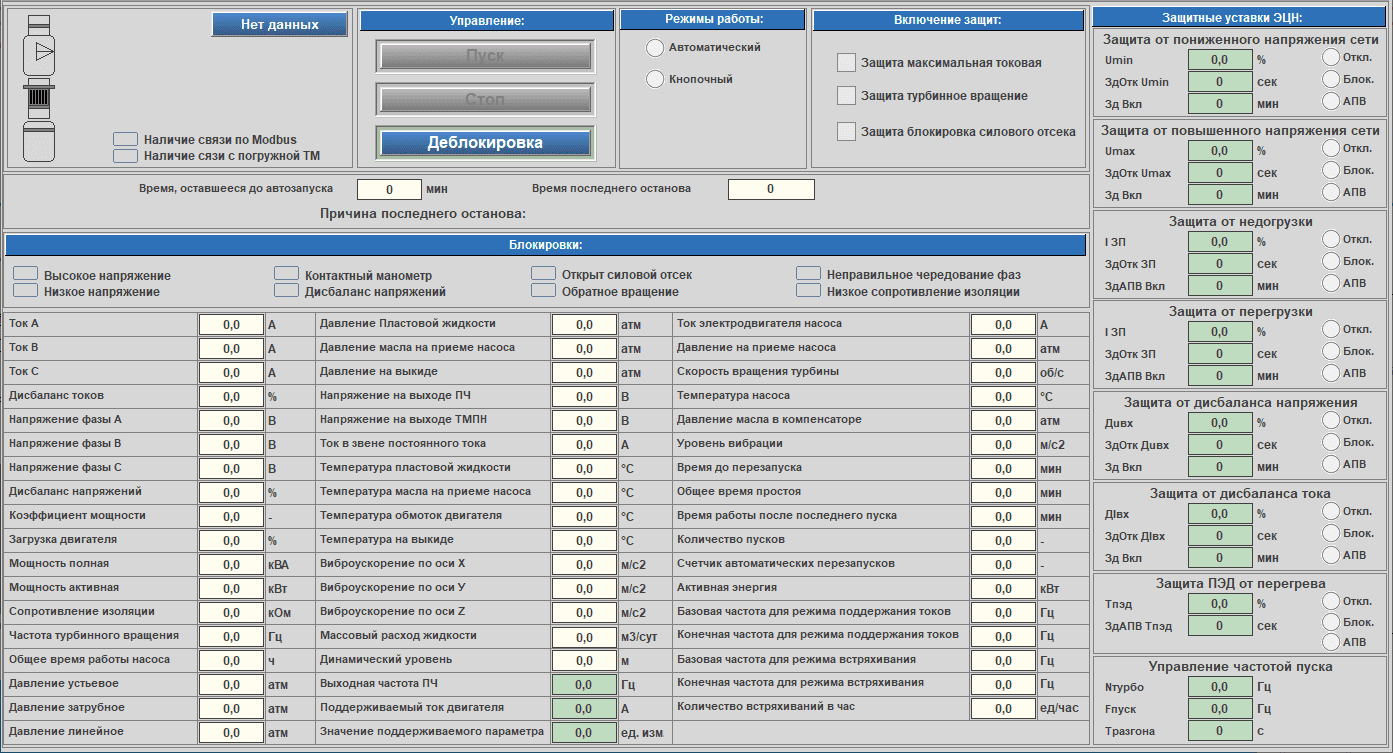 Нет данных
Наличие связи по Modbus
Наличие сязи с погружной ТМ
Управление:
Пуск
Стоп
Деблокировка
Режимы работы:
Автоматический
Кнопочный
Включение защит:
Защита максимальная токовая
Защита турбинное вращение
Защита блокировка силового отсека
Время, оставшееся до автозапуска 0 мин Время последнего останова 0
Причина последнего останова:
Блокировки:
Высокое напряжение Контактный манометр Открыт силовой отсек Неправильное чередование фаз
Низкое напряжение Дисбаланс напряжений Обратное вращение Низкое сопротивление изоляции
Ток А 0,0 А Давление Пластовой жидкости 0,0 атм Ток электродвигателя насоса 0,0 А
Ток В 0,0 А Давление масла на приеме насоса 0,0 атм Давление на приеме насоса 0,0 атм
Ток С 0,0 А Давление на выкиде 0,0 атм Скорость вращения турбины 0,0 об/с
Дисбаланс токов 0,0 % Напряжение на выходе ПЧ 0,0 В Температура насоса 0,0 °С
Напряжение фазы А 0,0 В Напряжение на выходе ТМПН 0,0 В Давление масла в компенсаторе 0,0 атм
Напряжение фазы В 0,0 В Ток в звене постоянного тока 0,0 А Уровень вибрации 0,0 м/с2
Напряжение фазы С 0,0 В Температура пластовой жидкости 0,0 °С Время до перезапуска 0,0 мин
Дисбаланс напряжений 0,0 % Температура масла на приеме насоса 0,0 °С Общее время простоя 0,0 мин
Коэффициент мощности 0,0 - Температура обмоток двигателя 0,0 °С Время работы после последнего пуска 0,0 мин
Загрузка двигателя 0,0 % Температура на выкиде 0,0 °С Количество пусков 0,0 -
Мощность полная 0,0 кВА Виброускорение по оси Х 0,0 м/с2 Счетчик автоматических перезапусков 0,0 -
Мощность активная 0,0 кВт Виброускорение по оси У 0,0 м/с2 Активная энергия 0,0 кВт
Сопротивление изоляции 0,0 кОм Виброускорение по оси Z 0,0 м/с2 Базовая частота для режима поддержания токов 0,0 Гц
Частота турбинного вращения 0,0 Гц Массовый расход жидкости 0,0 м3/сут Конечная частота для режима поддержания токов 0,0 Гц
Общее время работы насоса 0,0 ч Динамический уровень 0,0 м Базовая частота для режима встряхивания 0,0 Гц
Давление устьевое 0,0 атм Выходная частота ПЧ 0,0 Гц Конечная частота для режима встряхивания 0,0 Гц
Давление затрубное 0,0 атм Поддерживаемый ток двигателя 0,0 А Количество встряхиваний в час 0,0 ед/час
Давление линейное 0,0 атм Значение поддерживаемого параметра 0,0 ед. изм
Защитные уставки ЭЦН:
Защита от пониженного напряжения сети
Umin 0,0 % Откл.
ЗдОтк Umin 0 сек Блок.
Зд Вкл 0 мин АПВ
Защита от повышенного напряжения сети
Umax 0,0 % Откл.
ЗдОтк Umax 0 сек Блок.
Зд Вкл 0 мин АПВ
Защита от недогрузки
I ЗП 0,0 % Откл.
ЗдОтк ЗП 0 сек Блок.
ЗдАПВ Вкл 0 мин АПВ
Защита от перегрузки
I ЗП 0,0 % Откл.
ЗдОтк ЗП 0 сек Блок.
ЗдАПВ Вкл 0 мин АПВ
Защита от дисбаланса напряжения
Дивх 0,0 % Откл.
ЗдОтк Дивх 0 сек Блок.
Зд Вкл 0 мин АПВ
Защита от дисбаланса тока
ДIвх 0,0 % Откл.
ЗдОтк ДIвх 0 сек Блок.
Зд Вкл 0 мин АПВ
Защита ПЭД от перегрева
Тпэд 0,0 % Откл.
ЗдАПВ Тпэд 0 сек Блок.
АПВ
Управление частотой пуска
Nтурбо 0,0 Гц
Fпуск 0,0 Гц
Тразгона 0 с